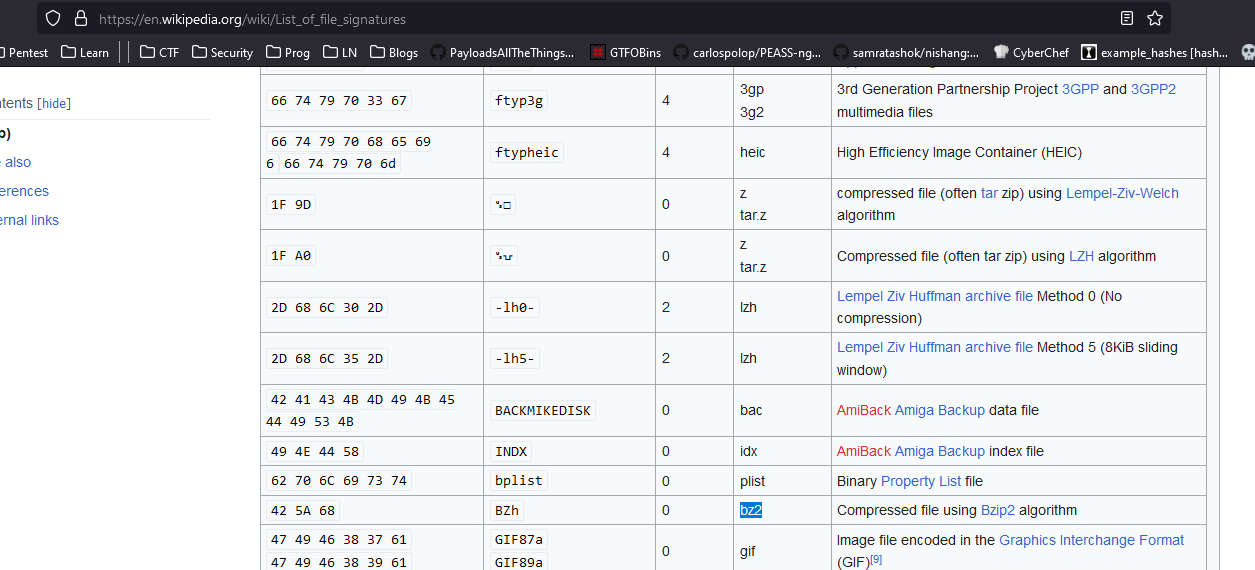 https://en.wikipedia.org/wiki/List_of_file_signatures
Pentest Learn CTF Security Prog LN Blogs PayloadsAllTheThings... GTFOBins carlospolop/PEASS-ng... samratashok/nishang:... CyberChef example_hashes [hash...
tents [hide]
p)
also
erences
ernal links
66 74 79 70 33 67 ftyp3g 4 3gp 3rd Generation Partnership Project 3GPP and 3GPP2
3g2 multimedia files
66 74 79 70 68 65 69 ftypheic 4 heic High Efficiency Image Container (HEIC)
6 66 74 79 70 6d
1F 9D 0 z compressed file (often tar zip) using Lempel-Ziv-Welch
tar.z algorithm
1F A0 0 z Compressed file (often tar zip) using LZH algorithm
tar.z
2D 68 6C 30 2D -lh0- 2 lzh Lempel Ziv Huffman archive file Method 0 (No
compression)
2D 68 6C 35 2D -lh5- 2 lzh Lempel Ziv Huffman archive file Method 5 (8KiB sliding
window)
42 41 43 4B 4D 49 4B 45 BACKMIKEDISK 0 bac AmiBack Amiga Backup data file
44 49 53 4B
49 4E 44 58 INDX 0 idx AmiBack Amiga Backup index file
62 70 6C 69 73 74 bplist 0 plist Binary Property List file
42 5A 68 BZh 0 bz2 Compressed file using Bzip2 algorithm
47 49 46 38 37 61 GIF87a 0 gif Image file encoded in the Graphics Interchange Format
47 49 46 38 39 61 GIF89a (GIF)[9]